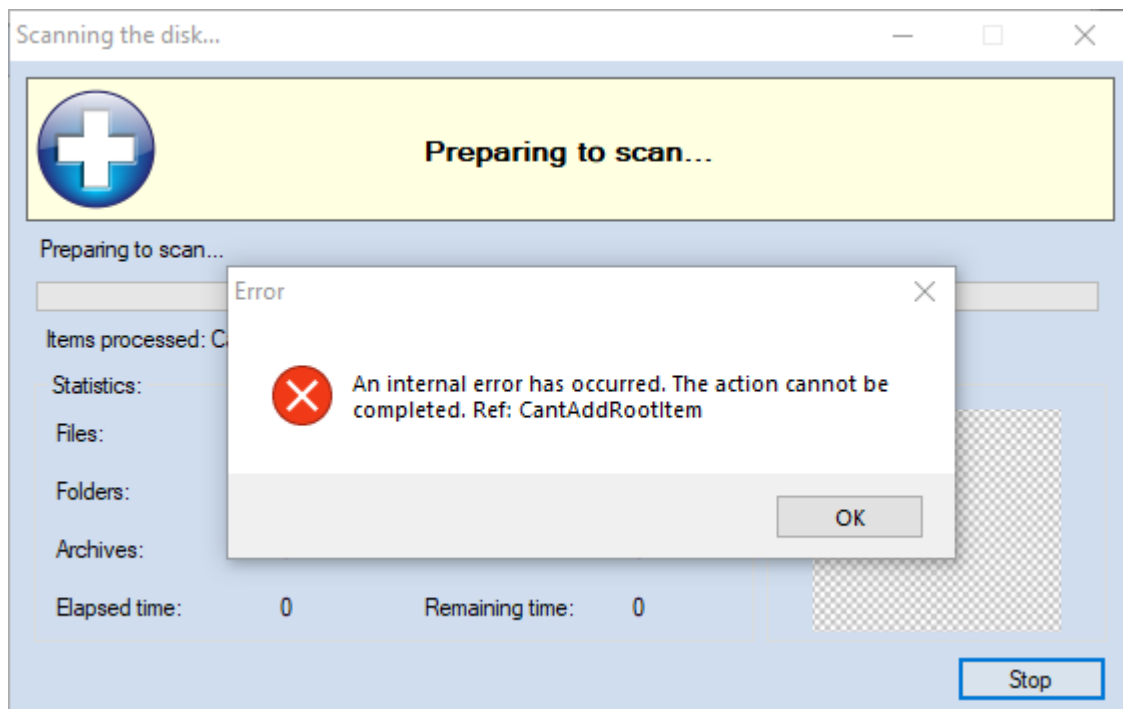 Scanning the disk...
Preparing to scan...
Preparing to scan...
Error
Items processed:
An internal error has occurred. The action cannot be
completed. Ref: CantAddRootItem
Statistics:
Files:
Folders:
OK
Archives:
Elapsed time: 0 Remaining time: 0
Stop